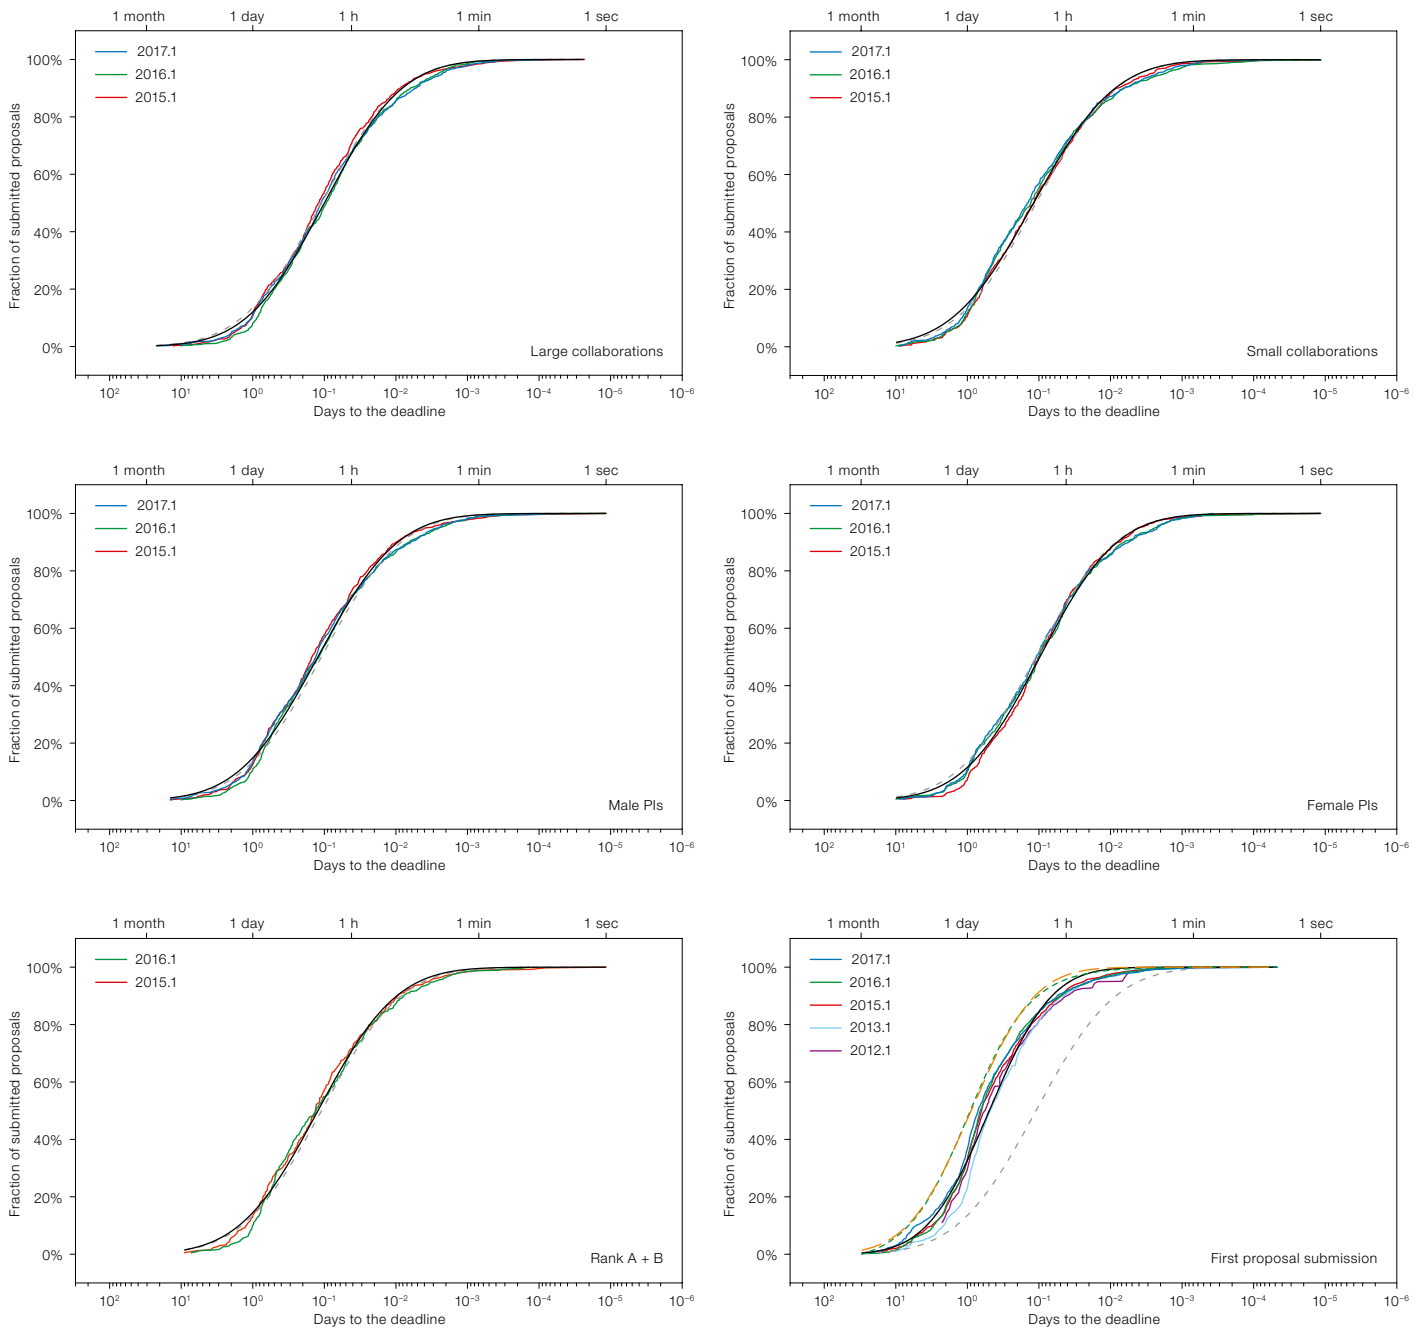 1 month 1 day 1 h 1 min 1 sec
2017.1
2016.1
2015.1
100%
80%
60%
40%
20%
0%
Fraction of submitted proposals
Large collaborations
10² 10¹ 10⁰ 10⁻¹ 10⁻² 10⁻³ 10⁻⁴ 10⁻⁵ 10⁻⁶
Days to the deadline
1 month 1 day 1 h 1 min 1 sec
2017.1
2016.1
2015.1
100%
80%
60%
40%
20%
0%
Fraction of submitted proposals
Small collaborations
10² 10¹ 10⁰ 10⁻¹ 10⁻² 10⁻³ 10⁻⁴ 10⁻⁵ 10⁻⁶
Days to the deadline
1 month 1 day 1 h 1 min 1 sec
2017.1
2016.1
2015.1
100%
80%
60%
40%
20%
0%
Fraction of submitted proposals
Male PIs
10² 10¹ 10⁰ 10⁻¹ 10⁻² 10⁻³ 10⁻⁴ 10⁻⁵ 10⁻⁶
Days to the deadline
1 month 1 day 1 h 1 min 1 sec
2017.1
2016.1
2015.1
100%
80%
60%
40%
20%
0%
Fraction of submitted proposals
Female PIs
10² 10¹ 10⁰ 10⁻¹ 10⁻² 10⁻³ 10⁻⁴ 10⁻⁵ 10⁻⁶
Days to the deadline
1 month 1 day 1 h 1 min 1 sec
2016.1
2015.1
100%
80%
60%
40%
20%
0%
Fraction of submitted proposals
Rank A + B
10² 10¹ 10⁰ 10⁻¹ 10⁻² 10⁻³ 10⁻⁴ 10⁻⁵ 10⁻⁶
Days to the deadline
1 month 1 day 1 h 1 min 1 sec
2017.1
2016.1
2015.1
2013.1
2012.1
100%
80%
60%
40%
20%
0%
Fraction of submitted proposals
First proposal submission
10² 10¹ 10⁰ 10⁻¹ 10⁻² 10⁻³ 10⁻⁴ 10⁻⁵ 10⁻⁶
Days to the deadline